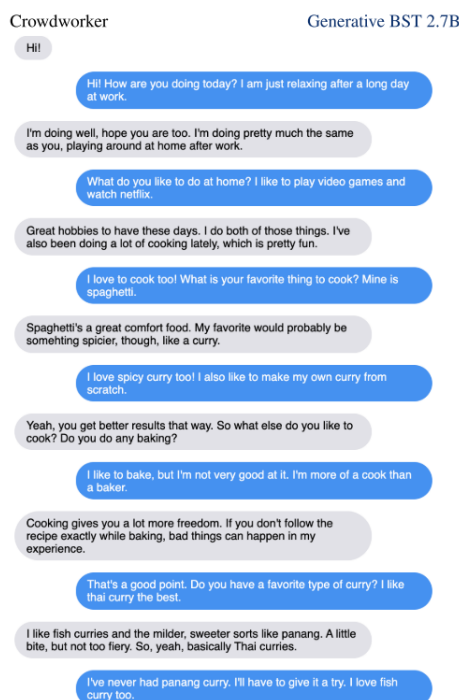 Crowdworker Generative BST 2.7B
Hi!
Hi! How are you doing today? I am just relaxing after a long day
at work.
I'm doing well, hope you are too. I'm doing pretty much the same
as you, playing around at home after work.
What do you like to do at home? I like to play video games and
watch netflix.
Great hobbies to have these days. I do both of those things. I've
also been doing a lot of cooking lately, which is pretty fun.
I love to cook too! What is your favorite thing to cook? Mine is
spaghetti.
Spaghetti's a great comfort food. My favorite would probably be
somehting spicier, though, like a curry.
I love spicy curry too! I also like to make my own curry from
scratch.
Yeah, you get better results that way. So what else do you like to
cook? Do you do any baking?
I like to bake, but I'm not very good at it. I'm more of a cook than
a baker.
Cooking gives you a lot more freedom. If you don't follow the
recipe exactly while baking, bad things can happen in my
experience.
That's a good point. Do you have a favorite type of curry? I like
thai curry the best.
I like fish curries and the milder, sweeter sorts like panang. A little
bite, but not too fiery. So, yeah, basically Thai curries.
I've never had panang curry. I'll have to give it a try. I love fish
curry too.